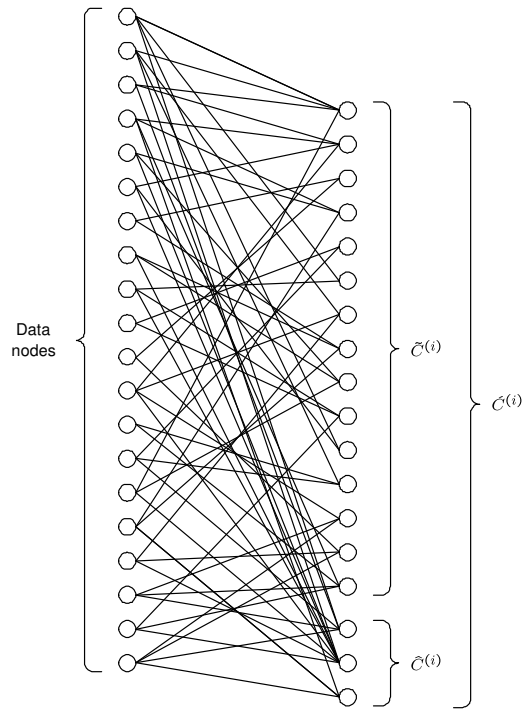 Data
nodes
C̃⁽ⁱ⁾
Ć⁽ⁱ⁾
Ĉ⁽ⁱ⁾